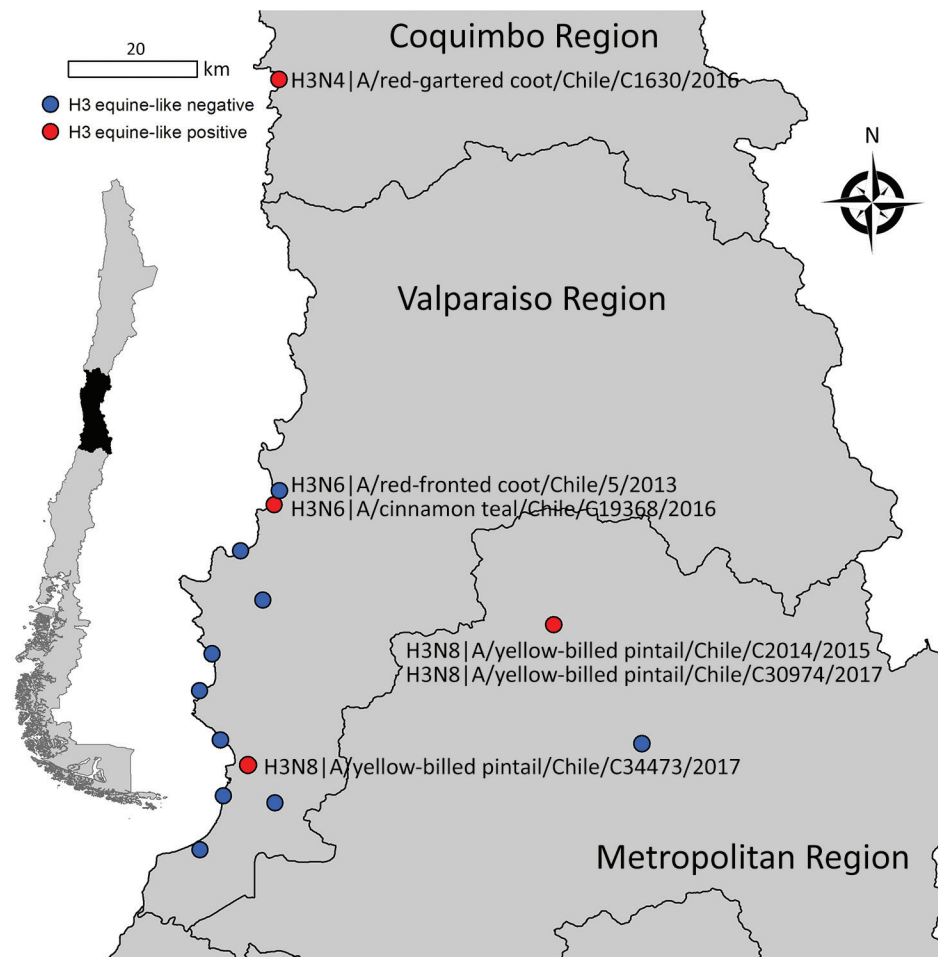 Coquimbo Region
20
km
H3N4|A/red-gartered coot/Chile/C1630/2016
H3 equine-like negative
H3 equine-like positive
N
Valparaiso Region
H3N6|A/red-fronted coot/Chile/5/2013
H3N6|A/cinnamon teal/Chile/C19368/2016
H3N8|A/yellow-billed pintail/Chile/C2014/2015
H3N8|A/yellow-billed pintail/Chile/C30974/2017
H3N8|A/yellow-billed pintail/Chile/C34473/2017
Metropolitan Region